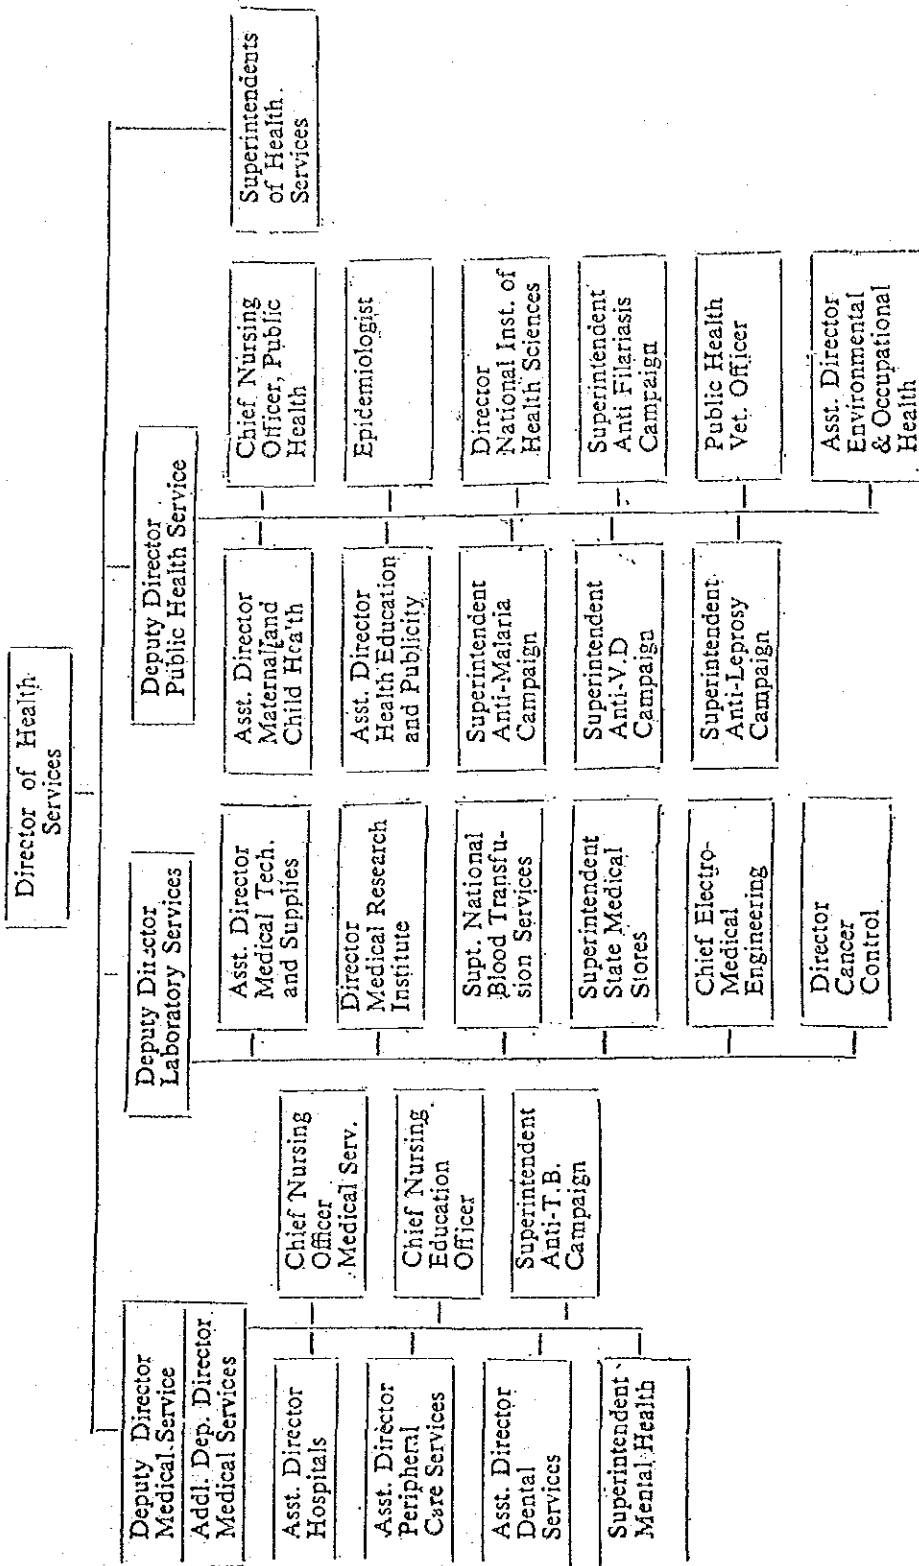 Director of Health
Services
Deputy Director
Medical Service
Addl. Dep. Director
Medical Services
Asst. Director
Hospitals
Asst. Director
Peripheral
Care Services
Asst. Director
Dental
Services
Superintendent
Mental Health
Chief Nursing
Officer
Medical Serv.
Chief Nursing
Education
Officer
Superintendent
Anti-T.B.
Campaign
Deputy Director
Laboratory Services
Asst. Director
Medical Tech.
and Supplies
Director
Medical Research
Institute
Supt. National
Blood Transfu-
sion Services
Superintendent
State Medical
Stores
Chief Electro-
Medical
Engineering
Director
Cancer
Control
Deputy Director
Public Health Service
Asst. Director
Maternal and
Child Hea'th
Asst. Director
Health Education
and Publicity
Superintendent
Anti-Malaria
Campaign
Superintendent
Anti-V.D
Campaign
Superintendent
Anti-Leprosy
Campaign
Chief Nursing
Officer, Public
Health
Epidemiologist
Director
National Inst. of
Health Sciences
Superintendent
Anti Filariasis
Campaign
Public Health
Vet. Officer
Asst. Director
Environmental
& Occupational
Health
Superintendents
of Health.
Services